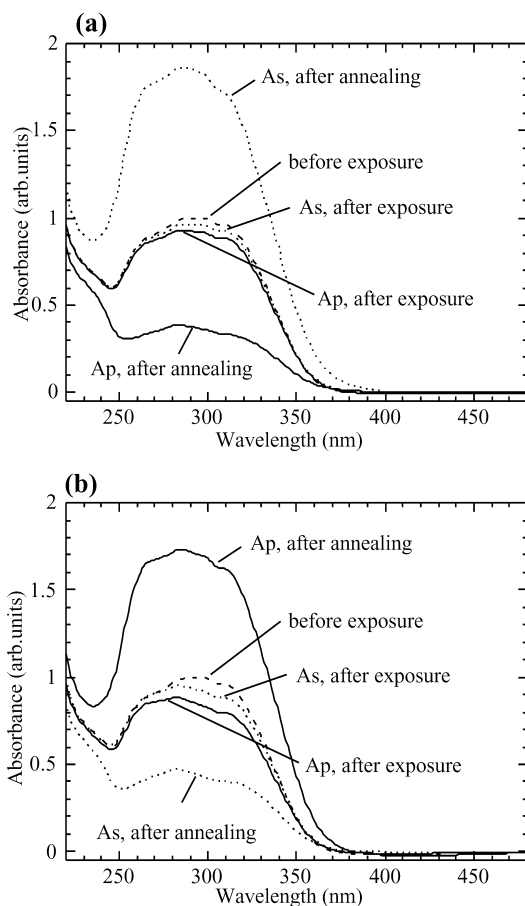 (a)
2
1.5
1
0.5
0
Absorbance (arb.units)
As, after annealing
before exposure
As, after exposure
Ap, after exposure
Ap, after annealing
250 300 350 400 450
Wavelength (nm)
(b)
2
1.5
1
0.5
0
Absorbance (arb.units)
Ap, after annealing
before exposure
As, after exposure
Ap, after exposure
As, after annealing
250 300 350 400 450
Wavelength (nm)